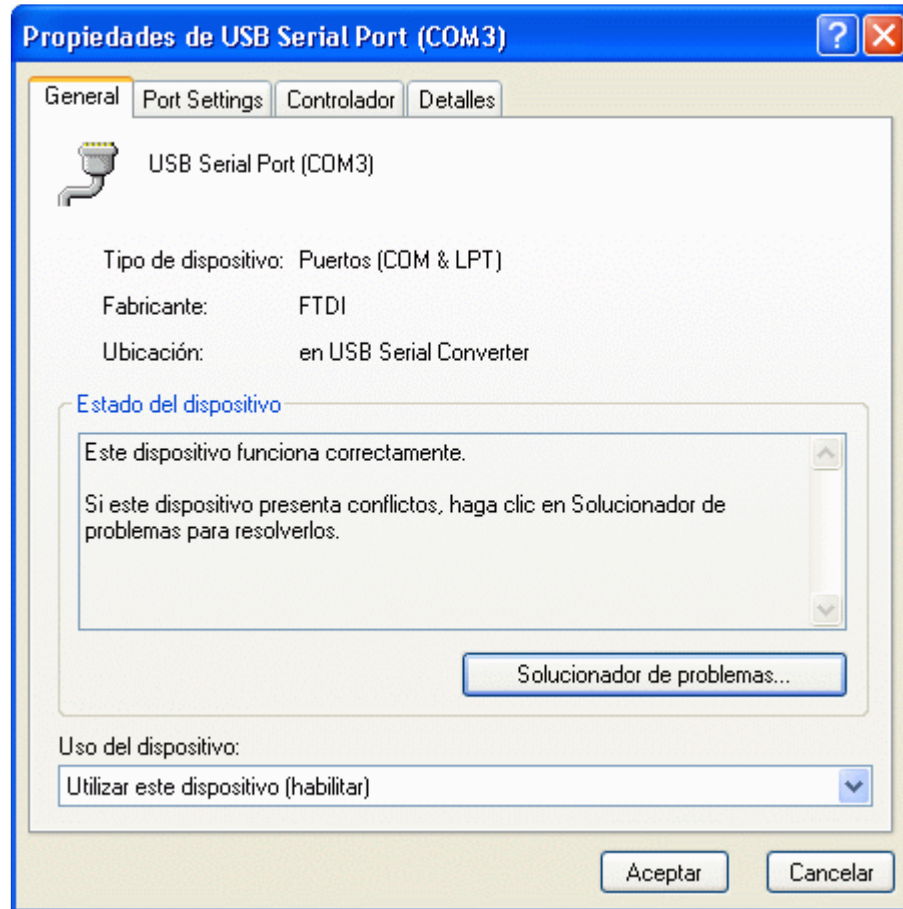 Propiedades de USB Serial Port (COM3)
General Port Settings Controlador Detalles
USB Serial Port (COM3)
Tipo de dispositivo: Puertos (COM & LPT)
Fabricante: FTDI
Ubicación: en USB Serial Converter
Estado del dispositivo
Este dispositivo funciona correctamente.
Si este dispositivo presenta conflictos, haga clic en Solucionador de
problemas para resolverlos.
Solucionador de problemas...
Uso del dispositivo:
Utilizar este dispositivo (habilitar)
Aceptar Cancelar